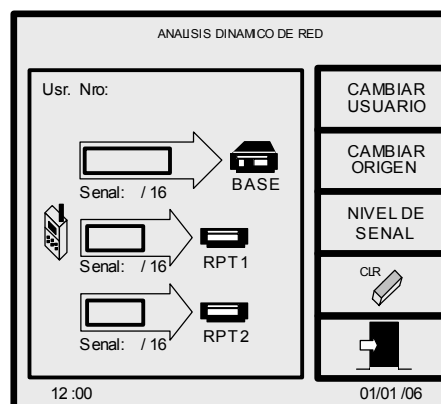 ANALISIS DINAMICO DE RED
Usr. Nro:
Senal: / 16
BASE
Senal: / 16
RPT1
Senal: / 16
RPT2
CAMBIAR
USUARIO
CAMBIAR
ORIGEN
NIVEL DE
SENAL
CLR
12 :00
01/01 /06